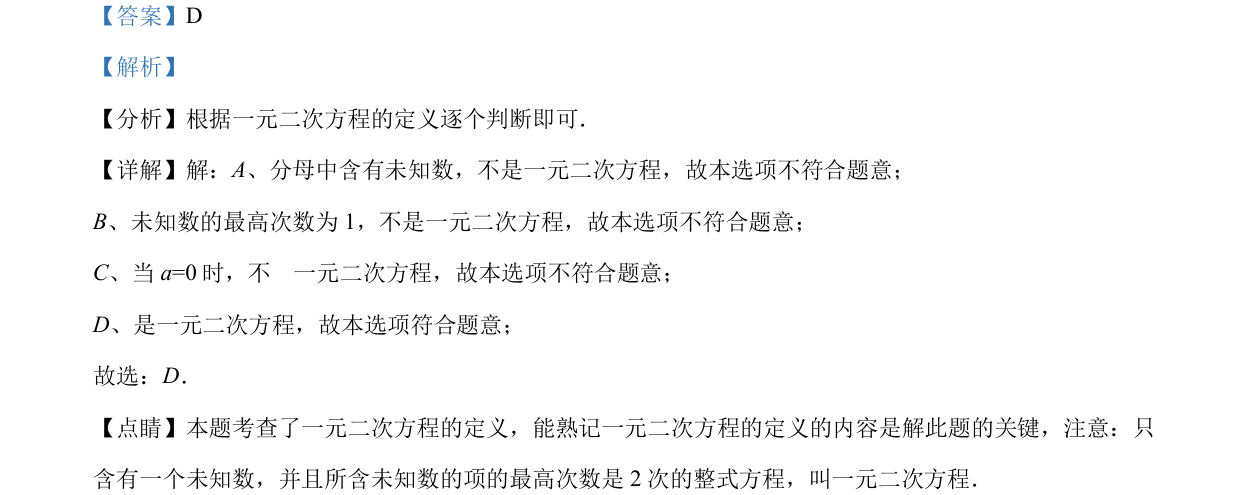 【答案】D
【解析】
【分析】根据一元二次方程的定义逐个判断即可．
【详解】解：A、分母中含有未知数，不是一元二次方程，故本选项不符合题意；
B、未知数的最高次数为 1，不是一元二次方程，故本选项不符合题意；
C、当 a=0 时，不　一元二次方程，故本选项不符合题意；
D、是一元二次方程，故本选项符合题意；
故选：D．
【点睛】本题考查了一元二次方程的定义，能熟记一元二次方程的定义的内容是解此题的关键，注意：只
含有一个未知数，并且所含未知数的项的最高次数是 2 次的整式方程，叫一元二次方程．